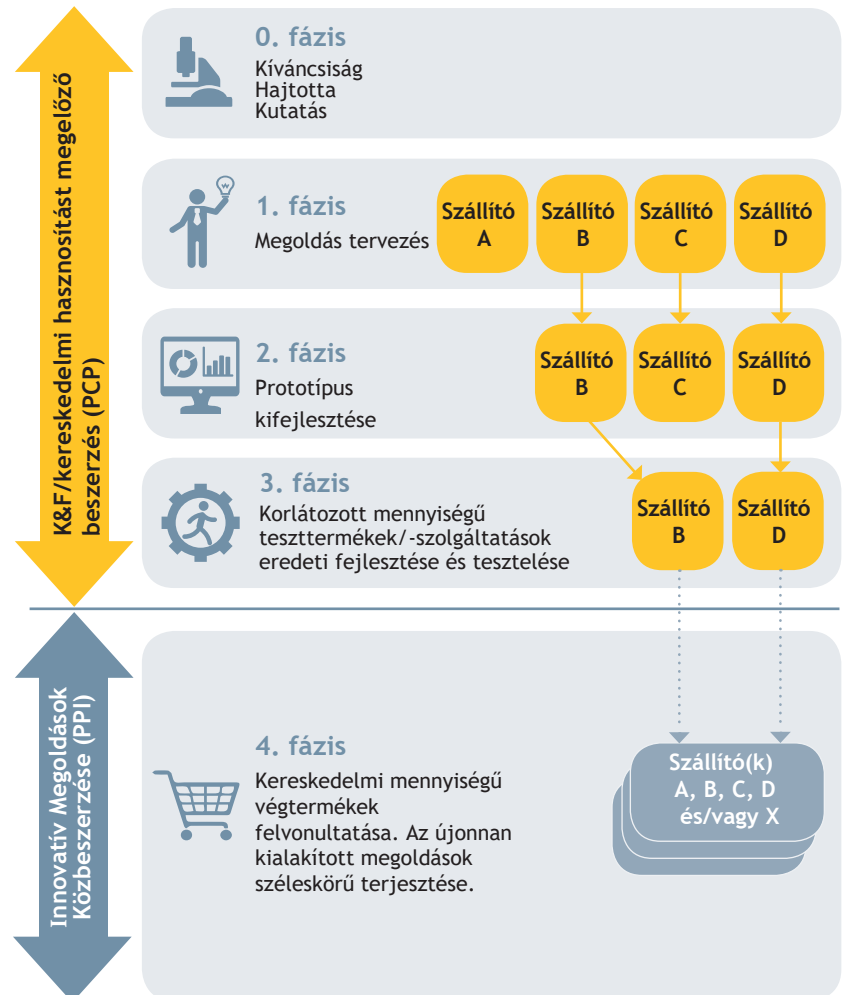 K&F/kereskedelmi hasznosítást megelőző
beszerzés (PCP)
0. fázis
Kíváncsiság
Hajtotta
Kutatás
1. fázis
Megoldás tervezés
Szállító
A
Szállító
B
Szállító
C
Szállító
D
2. fázis
Prototípus
kifejlesztése
Szállító
B
Szállító
C
Szállító
D
3. fázis
Korlátozott mennyiségű
teszttermékek/-szolgáltatások
eredeti fejlesztése és tesztelése
Szállító
B
Szállító
D
Innovatív Megoldások
Közbeszerzése (PPI)
4. fázis
Kereskedelmi mennyiségű
végtermékek
felvonultatása. Az újonnan
kialakított megoldások
széleskörű terjesztése.
Szállító(k)
A, B, C, D
és/vagy X